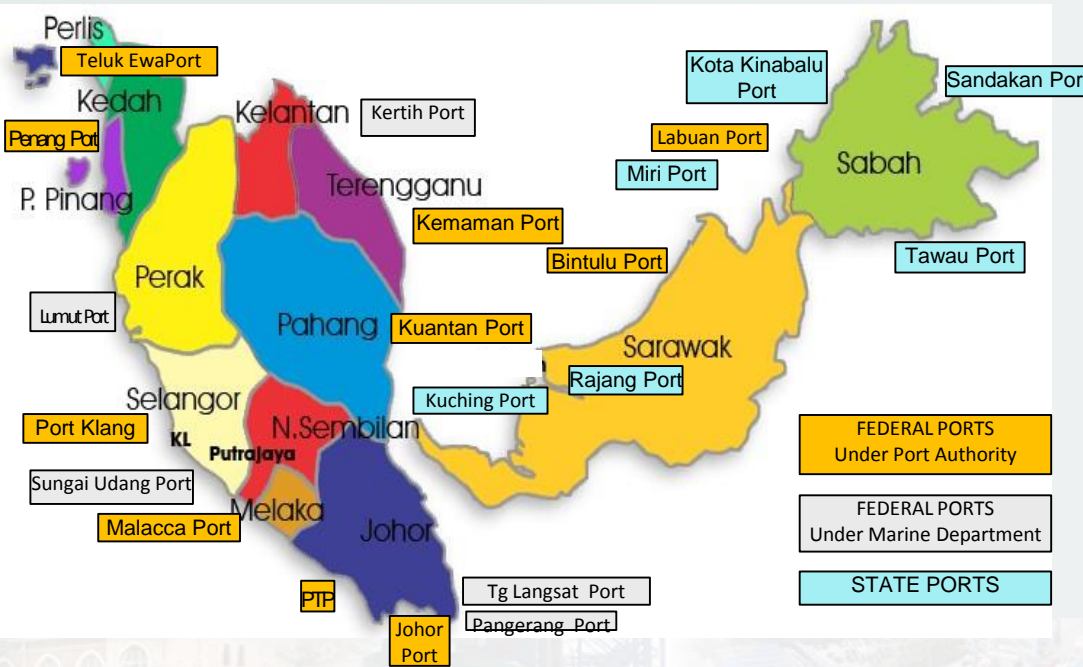 Perlis
Teluk EwaPort
Kedah
Penang Port
P. Pinang
Kelantan
Kertih Port
Terengganu
Kemaman Port
Perak
Lumut Port
Pahang
Kuantan Port
Selangor
Port Klang
KL
Putrajaya
N.Sembilan
Sungai Udang Port
Melaka
Malacca Port
Johor
PTP
Johor
Port
Tg Langsat Port
Pangerang Port
Kota Kinabalu
Port
Sandakan Port
Labuan Port
Miri Port
Sabah
Tawau Port
Bintulu Port
Sarawak
Rajang Port
Kuching Port
FEDERAL PORTS
Under Port Authority
FEDERAL PORTS
Under Marine Department
STATE PORTS